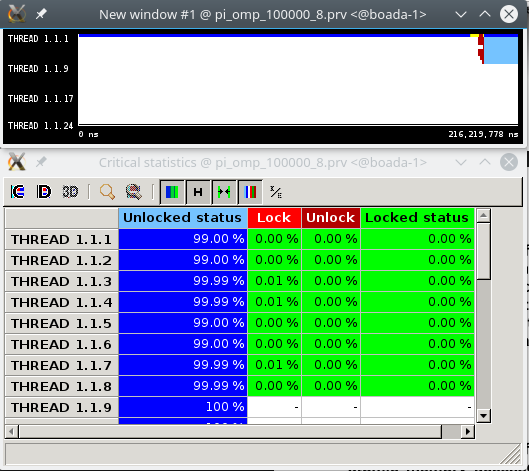 New window #1 @ pi_omp_100000_8.prv <@boada-1>
THREAD 1.1.1
THREAD 1.1.9
THREAD 1.1.17
THREAD 1.1.24
0 ns 216,219,778 ns
Critical statistics @ pi_omp_100000_8.prv <@boada-1>
3D
Unlocked status Lock Unlock Locked status
THREAD 1.1.1 99.00 % 0.00 % 0.00 % 0.00 %
THREAD 1.1.2 99.00 % 0.00 % 0.00 % 0.00 %
THREAD 1.1.3 99.99 % 0.01 % 0.00 % 0.00 %
THREAD 1.1.4 99.99 % 0.01 % 0.00 % 0.00 %
THREAD 1.1.5 99.00 % 0.00 % 0.00 % 0.00 %
THREAD 1.1.6 99.00 % 0.00 % 0.00 % 0.00 %
THREAD 1.1.7 99.99 % 0.01 % 0.00 % 0.00 %
THREAD 1.1.8 99.99 % 0.00 % 0.00 % 0.00 %
THREAD 1.1.9 100 % - - -